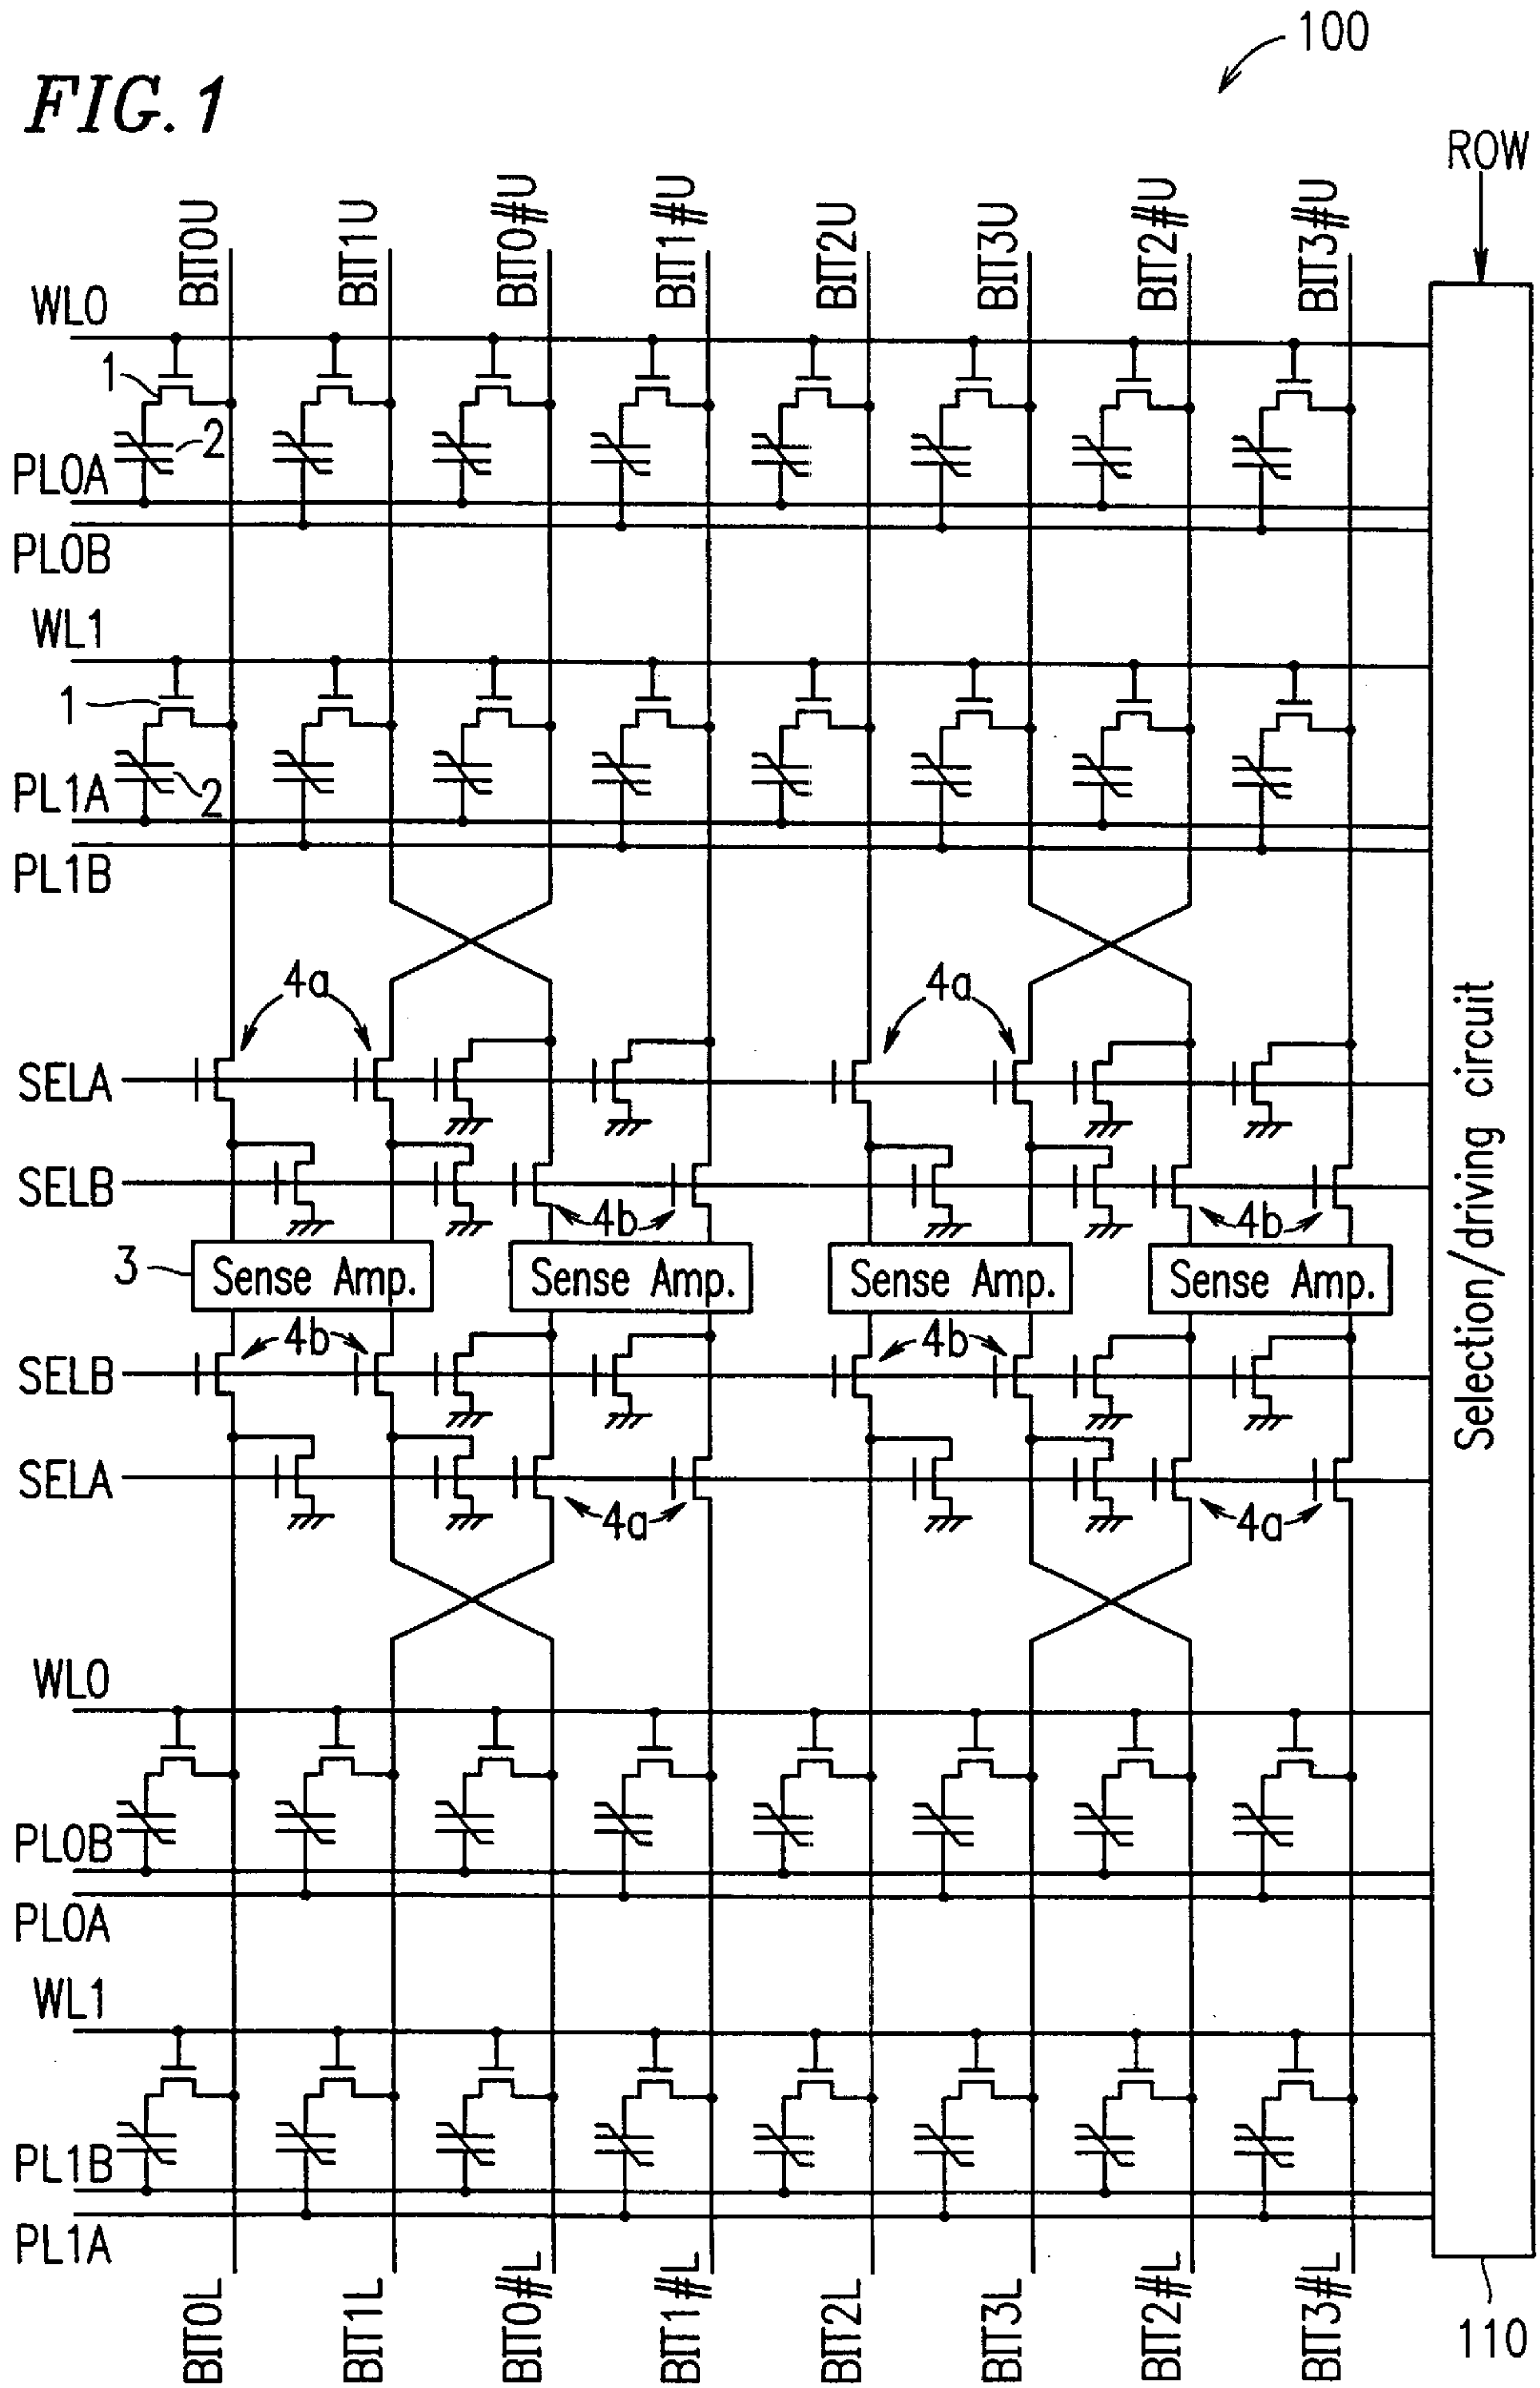 100
FIG. 1
ROW
BIT0U
BIT1U
BIT0#U
BIT1#U
BIT2U
BIT3U
BIT2#U
BIT3#U
WL0
1
2
PL0A
PL0B
WL1
1
PL1A
2
PL1B
4a
4a
SELA
SELB
4b
4b
3
Sense Amp.
Sense Amp.
Sense Amp.
Sense Amp.
4b
4b
SELB
SELA
4a
4a
Selection/driving circuit
WL0
PL0B
PL0A
WL1
PL1B
PL1A
BIT0L
BIT1L
BIT0#L
BIT1#L
BIT2L
BIT3L
BIT2#L
BIT3#L
110